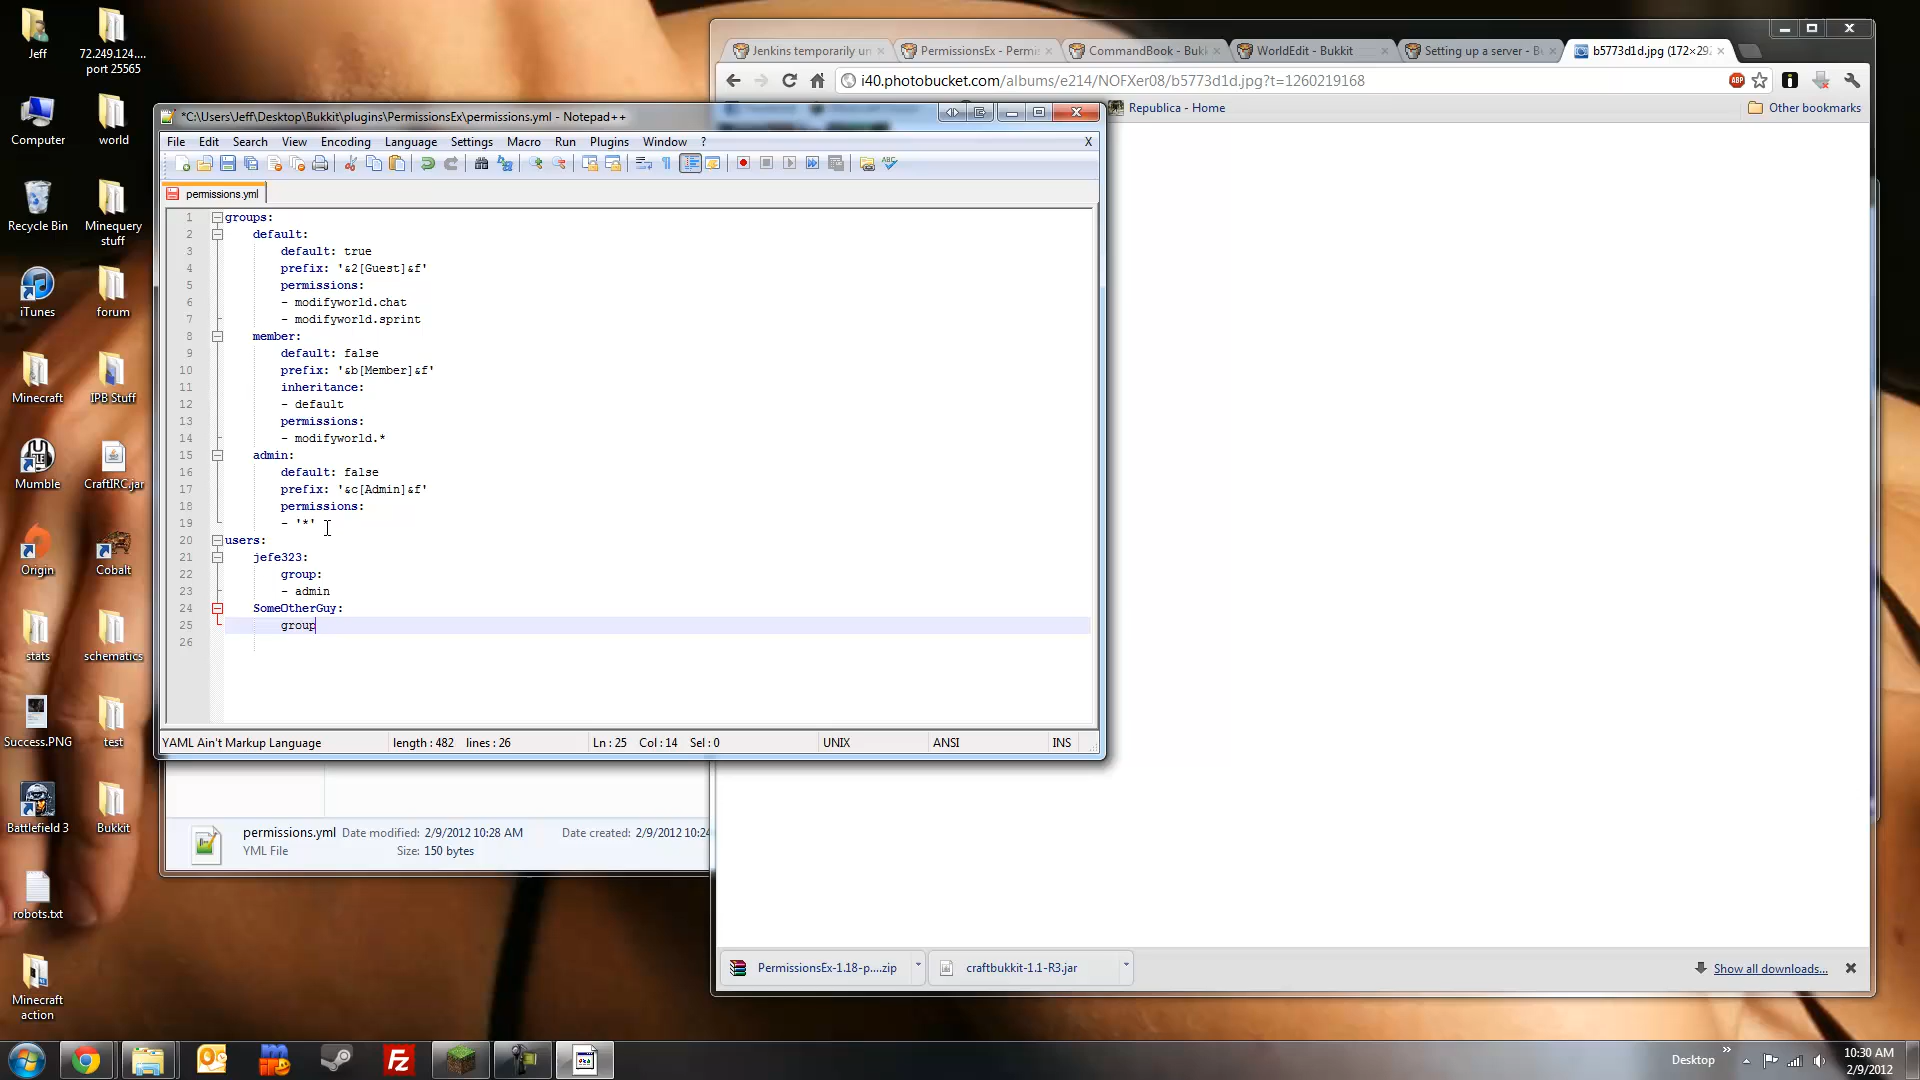 Jeff
72.249.124....
port 25565
Computer
world
Recycle Bin
Minequery
stuff
iTunes
forum
Minecraft
IPB Stuff
Mumble
CraftIRC.jar
Origin
Cobalt
stats
schematics
Success.PNG
test
Battlefield 3
Bukkit
robots.txt
Minecraft
action
*C:\Users\Jeff\Desktop\Bukkit\plugins\PermissionsEx\permissions.yml - Notepad++
File Edit Search View Encoding Language Settings Macro Run Plugins Window ? X
permissions.yml
1 groups:
2 default:
3 default: true
4 prefix: '&2[Guest]&f'
5 permissions:
6 - modifyworld.chat
7 - modifyworld.sprint
8 member:
9 default: false
10 prefix: '&b[Member]&f'
11 inheritance:
12 - default
13 permissions:
14 - modifyworld.*
15 admin:
16 default: false
17 prefix: '&c[Admin]&f'
18 permissions:
19 - '*'
20 users:
21 jefe323:
22 group:
23 - admin
24 SomeOtherGuy:
25 group
26
YAML Ain't Markup Language length : 482 lines : 26 Ln : 25 Col : 14 Sel : 0 UNIX ANSI INS
permissions.yml Date modified: 2/9/2012 10:28 AM Date created: 2/9/2012 10:24
YML File Size: 150 bytes
Jenkins temporarily un PermissionsEx - Permis CommandBook - Bukk WorldEdit - Bukkit Setting up a server - B b5773d1d.jpg (172×292
i40.photobucket.com/albums/e214/NOFXer08/b5773d1d.jpg?t=1260219168 ABP
Republica - Home Other bookmarks
PermissionsEx-1.18-p....zip craftbukkit-1.1-R3.jar Show all downloads...
Desktop
10:30 AM
2/9/2012